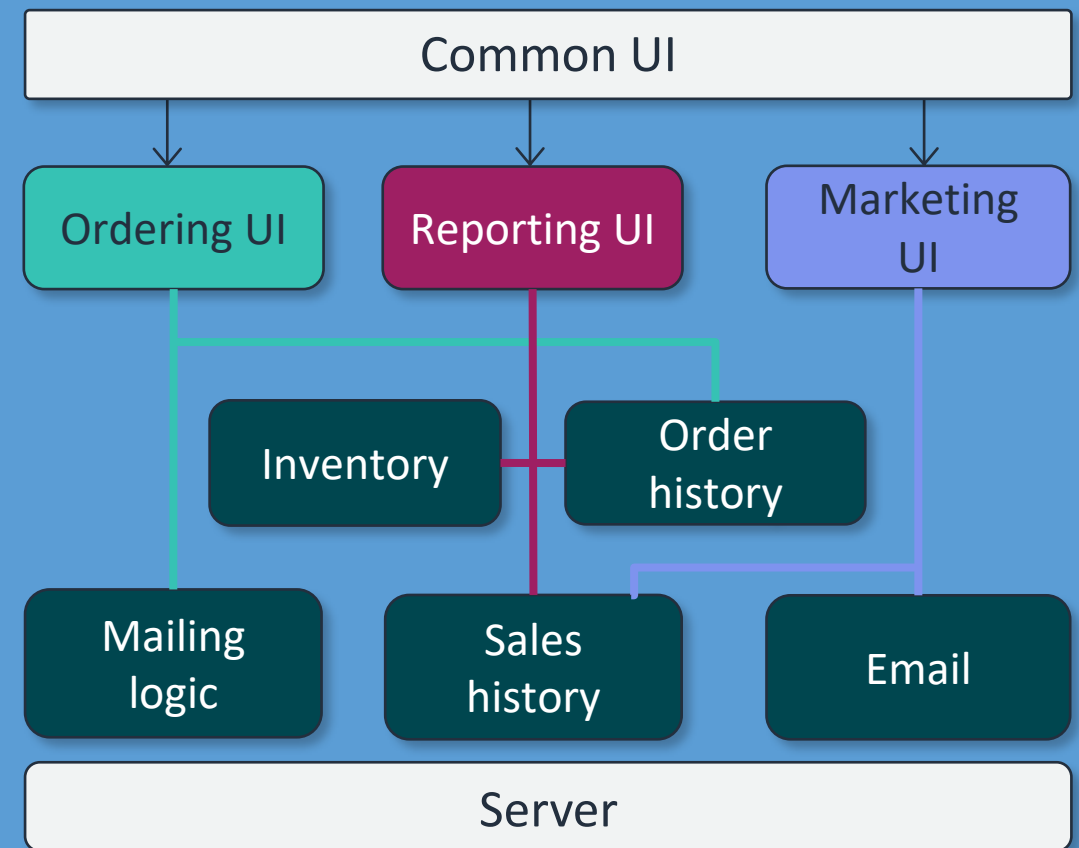 Common UI
Ordering UI
Reporting UI
Marketing
UI
Inventory
Order
history
Mailing
logic
Sales
history
Email
Server